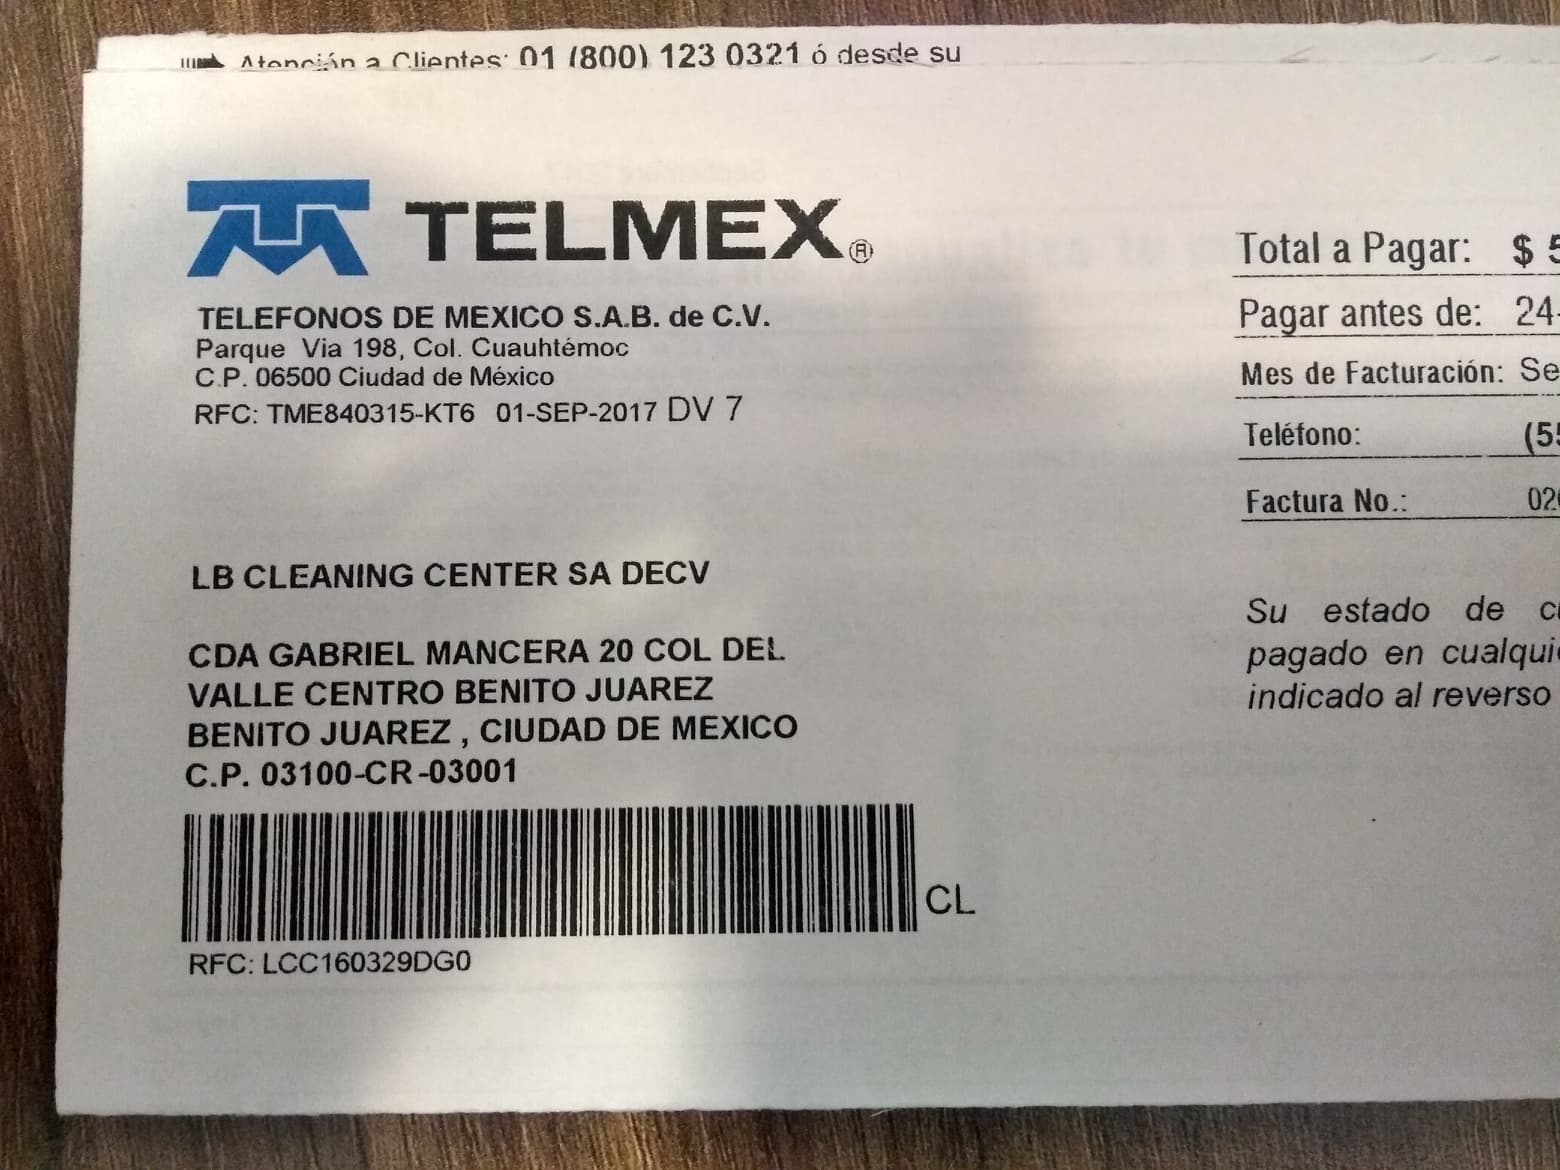 Atención a Clientes: 01 (800) 123 0321 ó desde su
TELMEX®
TELEFONOS DE MEXICO S.A.B. de C.V.
Parque Via 198, Col. Cuauhtémoc
C.P. 06500 Ciudad de México
RFC: TME840315-KT6 01-SEP-2017 DV 7
LB CLEANING CENTER SA DECV
CDA GABRIEL MANCERA 20 COL DEL
VALLE CENTRO BENITO JUAREZ
BENITO JUAREZ , CIUDAD DE MEXICO
C.P. 03100-CR-03001
CL
RFC: LCC160329DG0
Total a Pagar: $ 5
Pagar antes de: 24-
Mes de Facturación: Se
Teléfono: (55
Factura No.: 020
Su estado de
pagado en
indicado al reverso